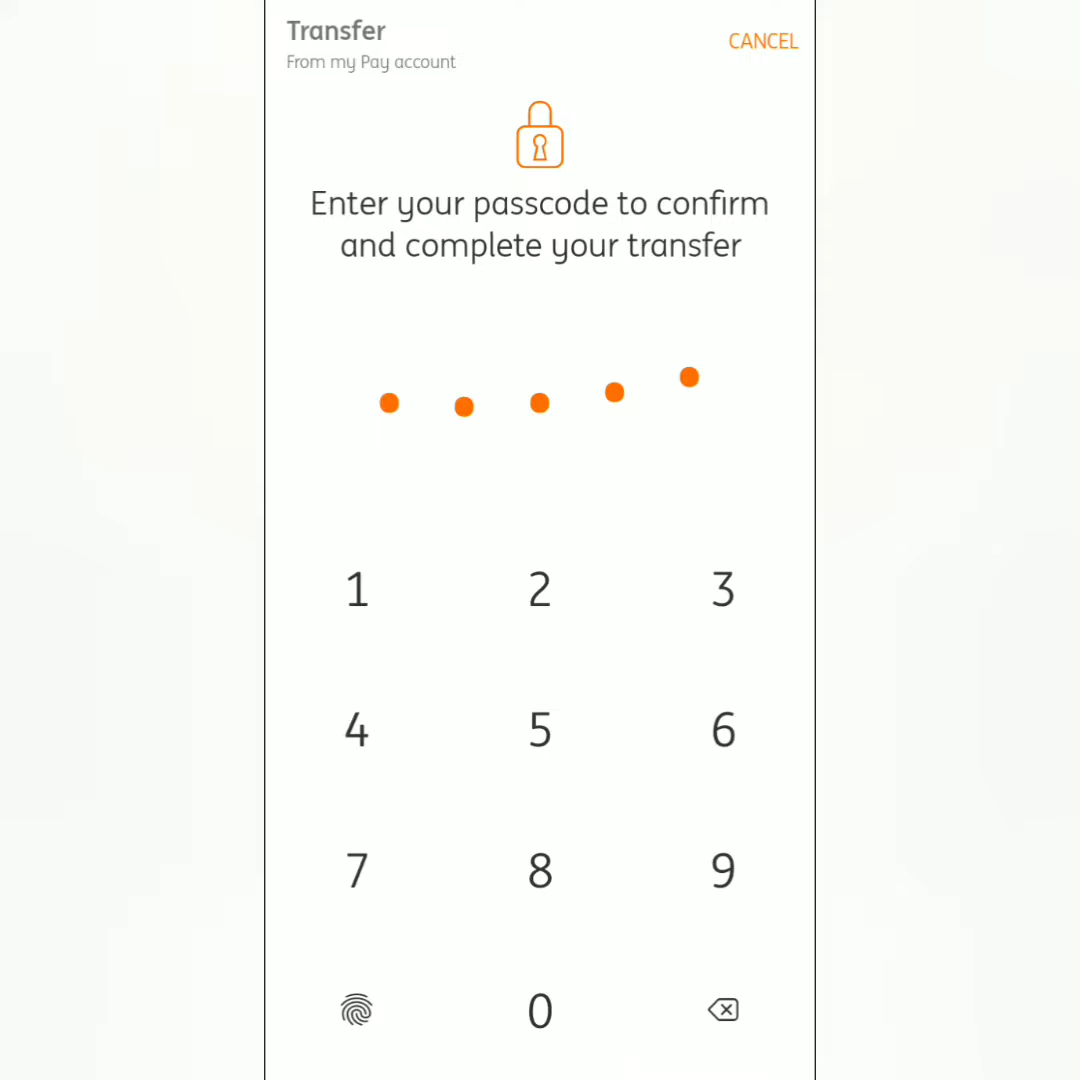 Transfer
CANCEL
From my Pay account
Enter your passcode to confirm
and complete your transfer
1 2 3
4 5 6
7 8 9
0